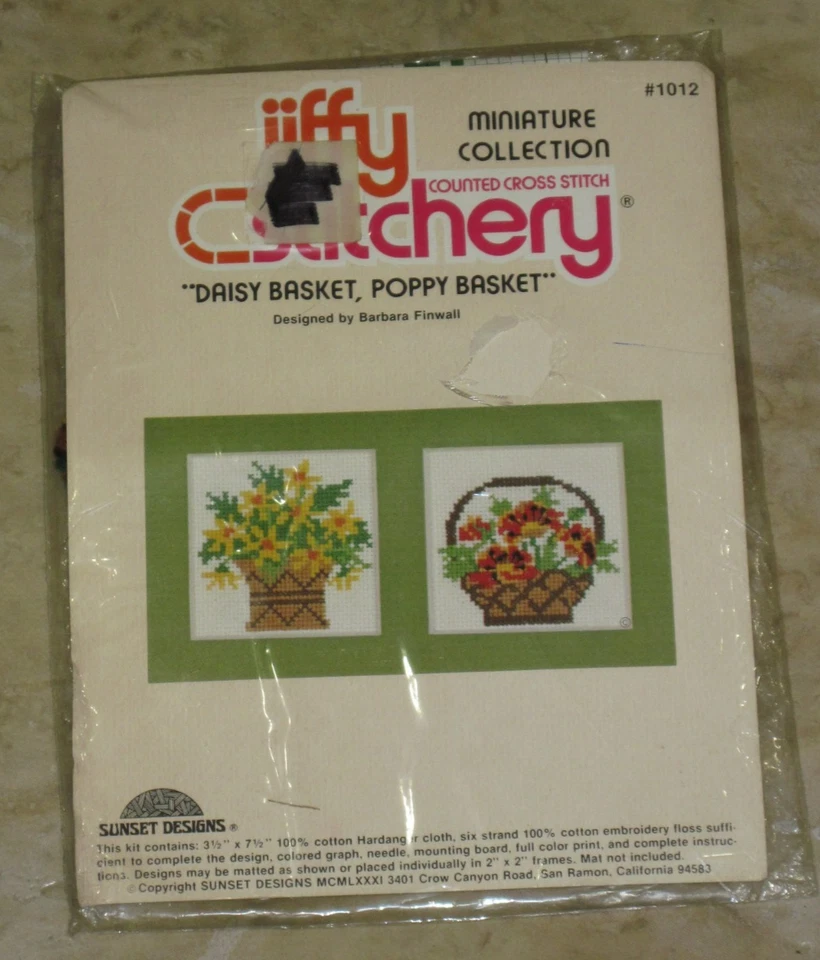 #1012
jiffy
Stitchery ®
MINIATURE
COLLECTION
COUNTED CROSS STITCH
"DAISY BASKET, POPPY BASKET"
Designed by Barbara Finwall
©
SUNSET DESIGNS ®
This kit contains: 3½" x 7½" 100% cotton Hardanger cloth, six strand 100% cotton embroidery floss suffi-
cient to complete the design, colored graph, needle, mounting board, full color print, and complete instruc-
tions. Designs may be matted as shown or placed individually in 2" x 2" frames. Mat not included.
© Copyright SUNSET DESIGNS MCMLXXXI 3401 Crow Canyon Road, San Ramon, California 94583